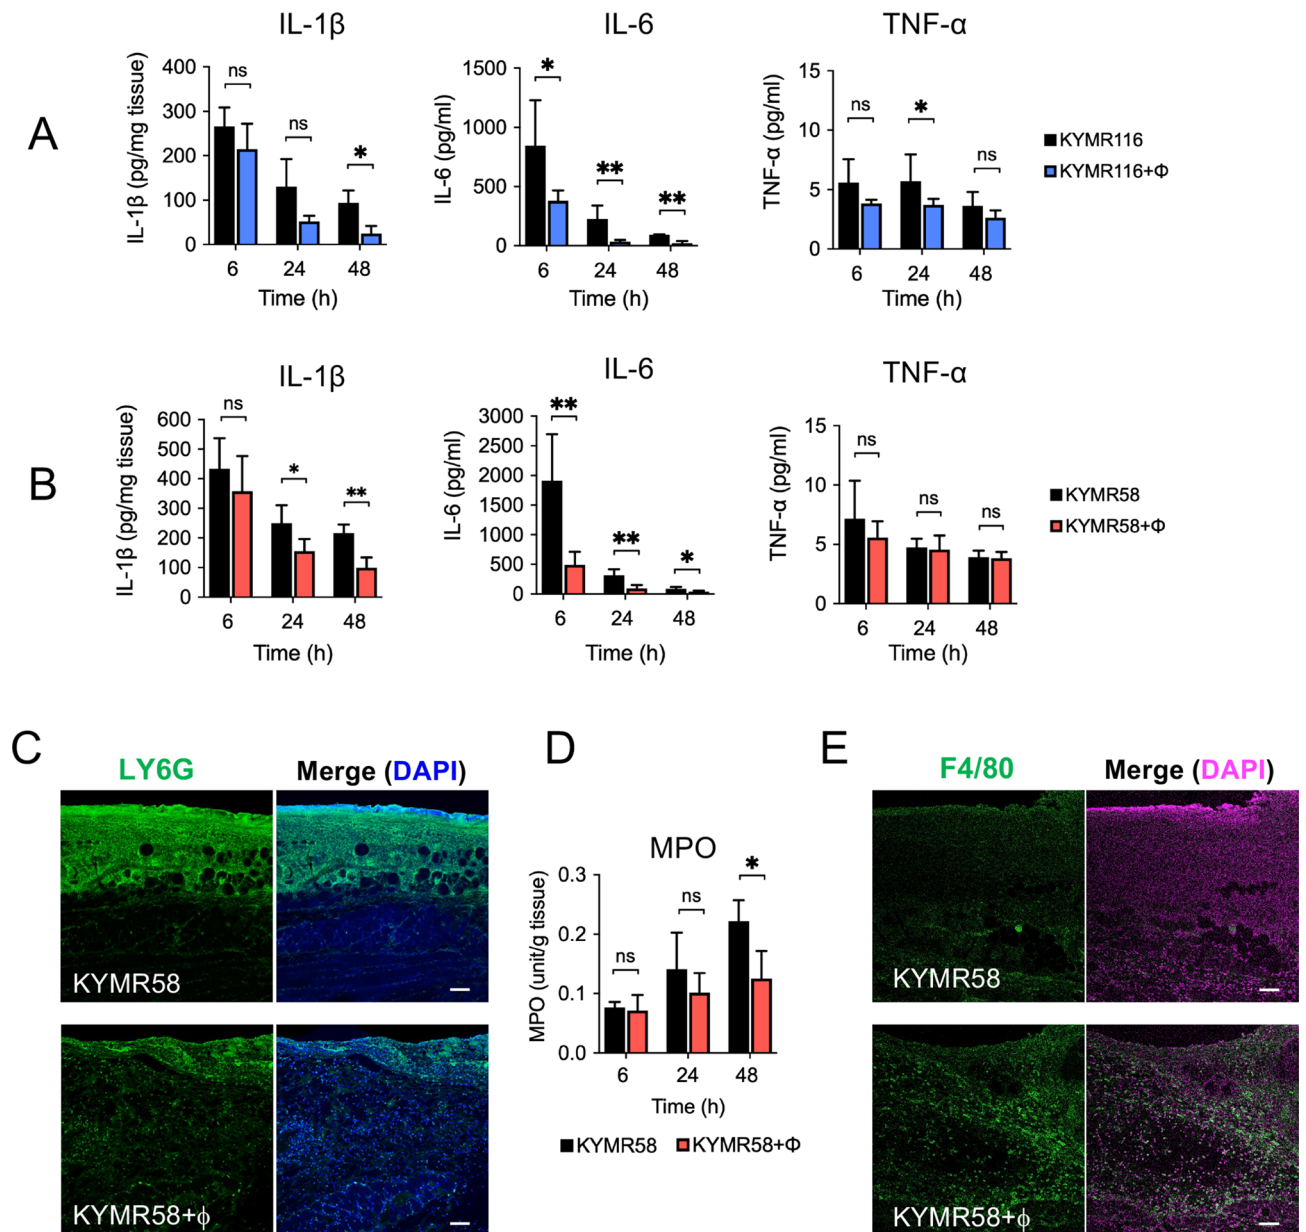 A
IL-1β
IL-1β (pg/mg tissue)
400
300
200
100
0
ns
ns
*
6 24 48
Time (h)
IL-6
IL-6 (pg/ml)
1500
1000
500
0
*
**
**
6 24 48
Time (h)
TNF-α
TNF-α (pg/ml)
15
10
5
0
ns
*
ns
6 24 48
Time (h)
KYMR116
KYMR116+Φ
B
IL-1β
IL-1β (pg/mg tissue)
600
500
400
300
200
100
0
ns
*
**
6 24 48
Time (h)
IL-6
IL-6 (pg/ml)
3000
2500
2000
1500
1000
500
0
**
**
*
6 24 48
Time (h)
TNF-α
TNF-α (pg/ml)
15
10
5
0
ns
ns
ns
6 24 48
Time (h)
KYMR58
KYMR58+Φ
C
LY6G
Merge (DAPI)
KYMR58
KYMR58+ϕ
D
MPO
MPO (unit/g tissue)
0.3
0.2
0.1
0.0
ns
ns
*
6 24 48
Time (h)
KYMR58 KYMR58+Φ
E
F4/80
Merge (DAPI)
KYMR58
KYMR58+ϕ